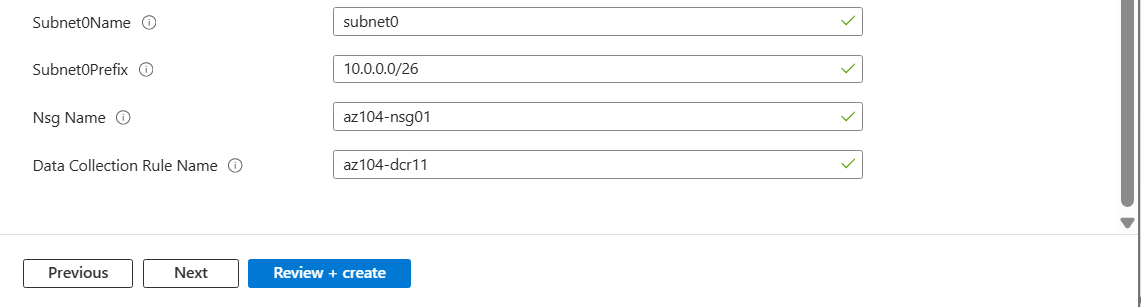 Subnet0Name subnet0
Subnet0Prefix 10.0.0.0/26
Nsg Name az104-nsg01
Data Collection Rule Name az104-dcr11
Previous Next Review + create